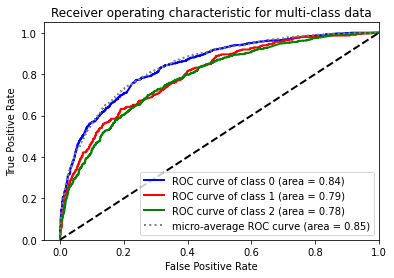 Receiver operating characteristic for multi-class data
True Positive Rate
1.0
0.8
0.6
0.4
0.2
0.0
ROC curve of class 0 (area = 0.84)
ROC curve of class 1 (area = 0.79)
ROC curve of class 2 (area = 0.78)
micro-average ROC curve (area = 0.85)
0.0 0.2 0.4 0.6 0.8 1.0
False Positive Rate